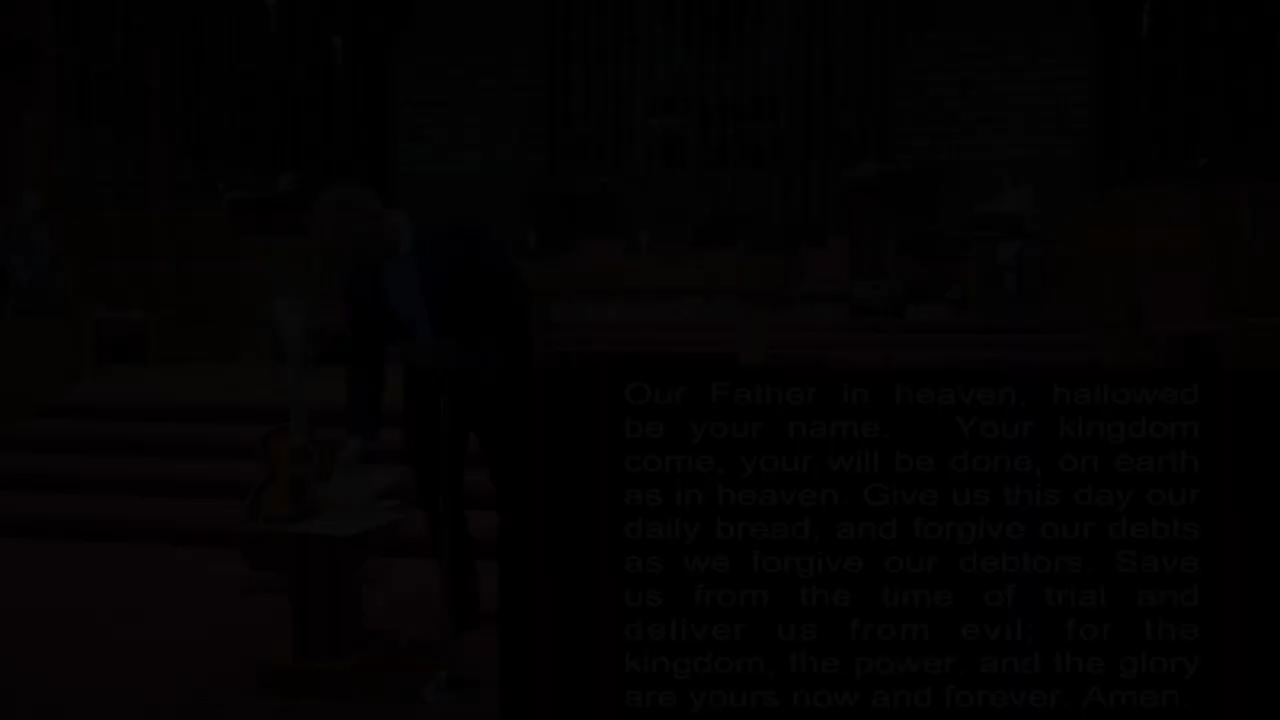 Our Father in heaven, hallowed
be your name. Your kingdom
come, your will be done, on earth
as in heaven. Give us this day our
daily bread, and forgive our debts
as we forgive our debtors. Save
us from the time of trial and
deliver us from evil; for the
kingdom, the power, and the glory
are yours now and forever. Amen.